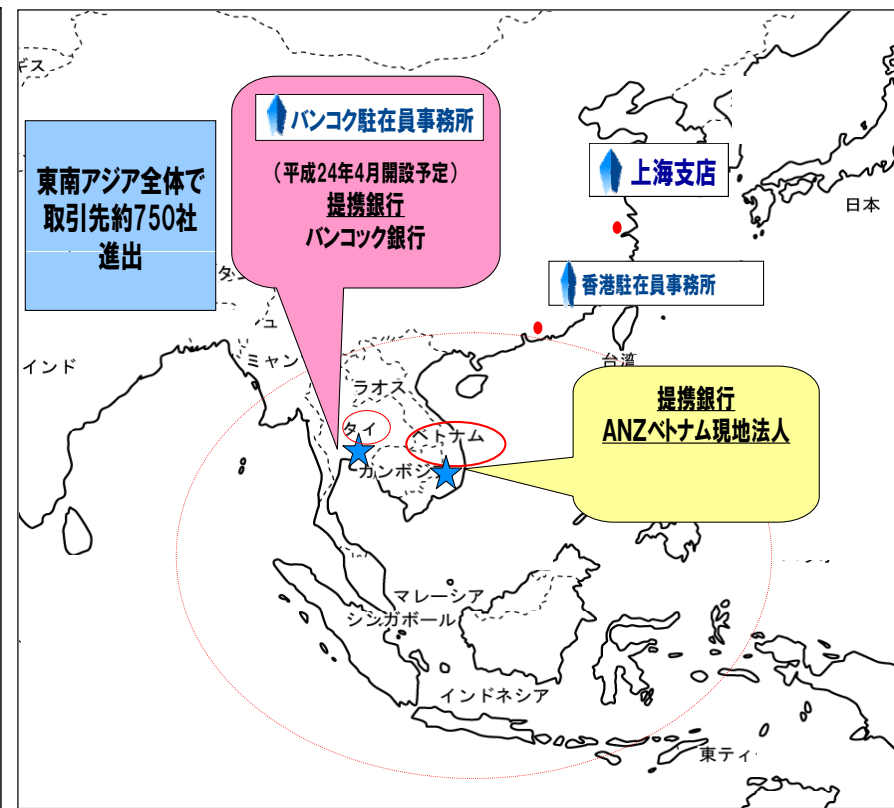 ギス
東南アジア全体で
取引先約750社
進出
バンコク駐在員事務所
(平成24年4月開設予定)
提携銀行
バンコック銀行
上海支店
日本
香港駐在員事務所
タ
ュ
ミャン
インド
ラオス
台湾
提携銀行
ANZベトナム現地法人
タイ
ベトナム
カンボジ
マレーシア
シンガポール
インドネシア
東ティ